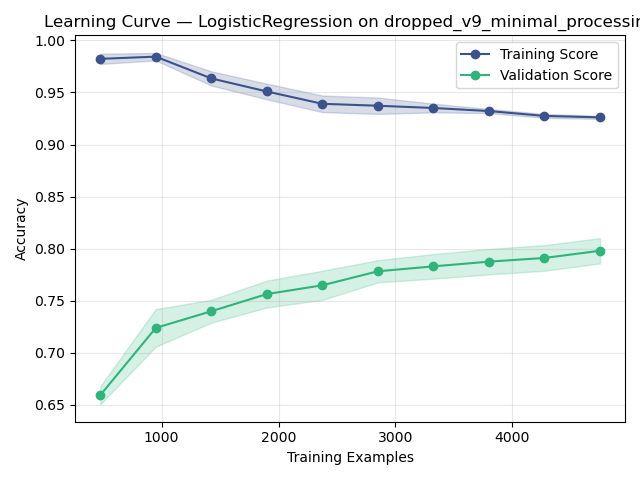 Learning Curve — LogisticRegression on dropped_v9_minimal_processin
1.00
0.95
0.90
0.85
0.80
0.75
0.70
0.65
Accuracy
Training Score
Validation Score
1000 2000 3000 4000
Training Examples